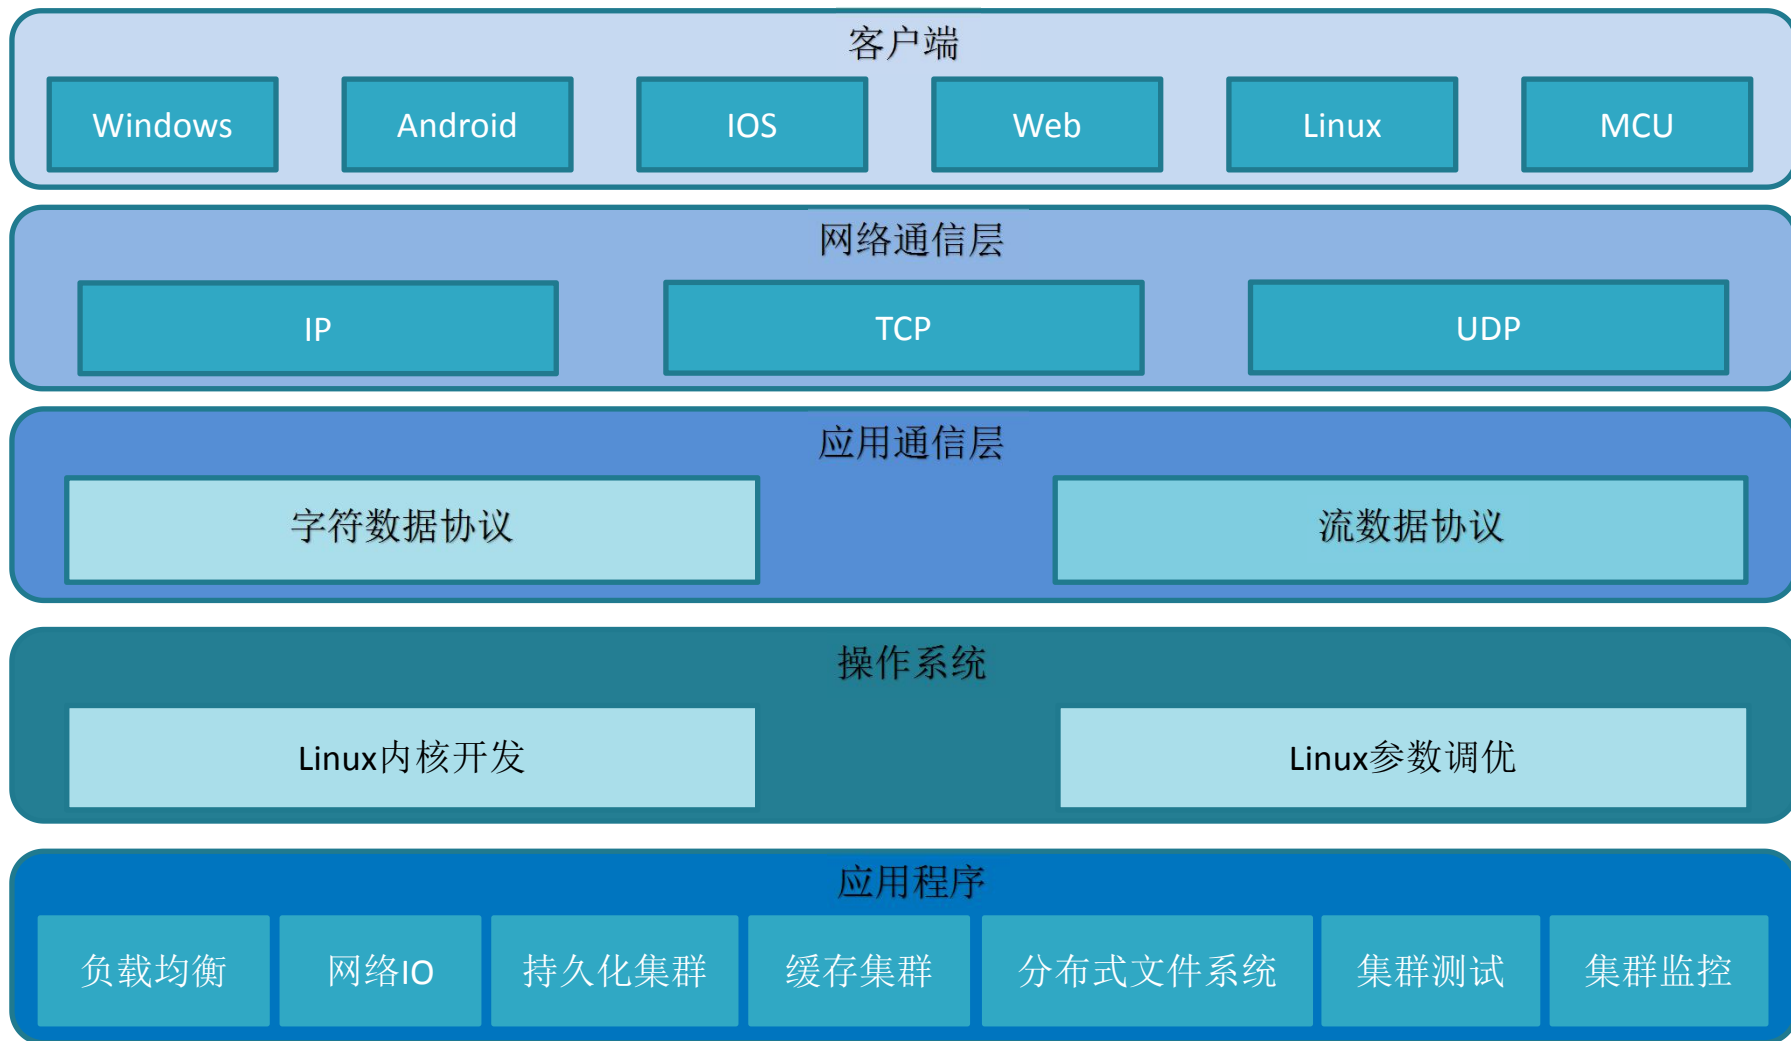 客户端
Windows
Android
IOS
Web
Linux
MCU
网络通信层
IP
TCP
UDP
应用通信层
字符数据协议
流数据协议
操作系统
Linux内核开发
Linux参数调优
应用程序
负载均衡
网络IO
持久化集群
缓存集群
分布式文件系统
集群测试
集群监控